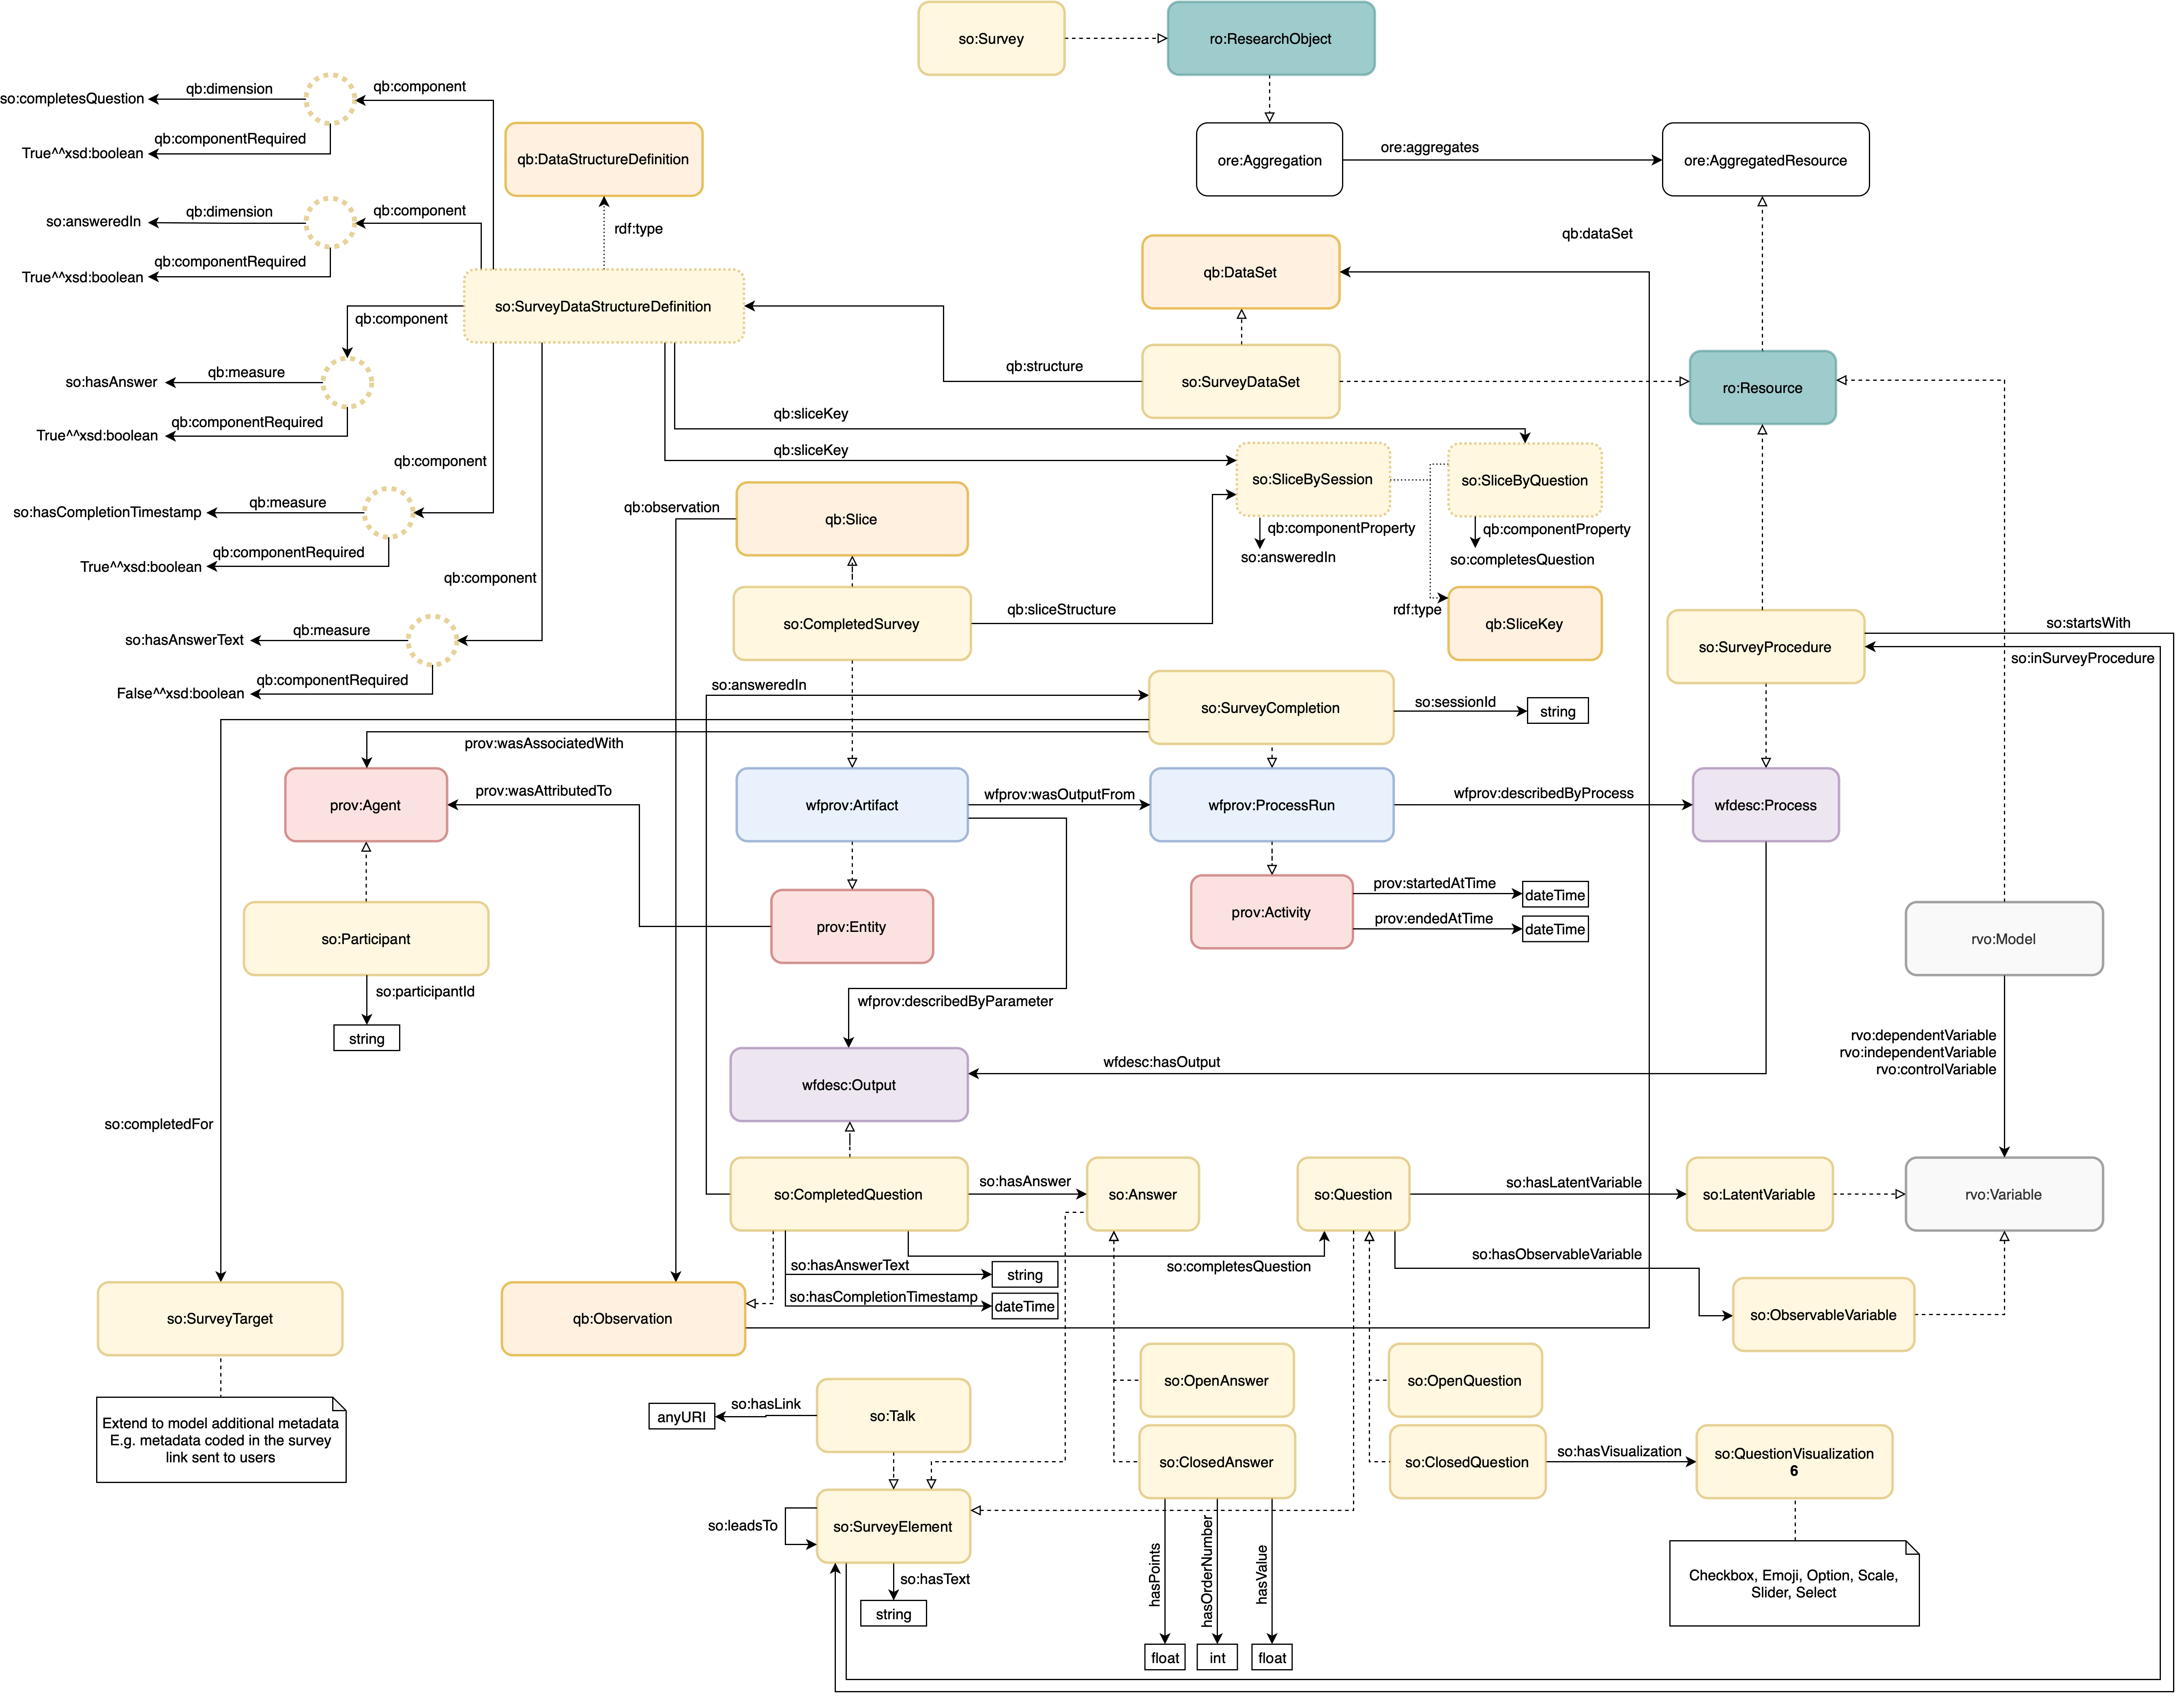 so:Survey
ro:ResearchObject
so:completesQuestion
qb:dimension
qb:component
qb:componentRequired
True^^xsd:boolean
qb:DataStructureDefinition
ore:Aggregation
ore:aggregates
ore:AggregatedResource
so:answeredIn
qb:dimension
qb:component
rdf:type
qb:componentRequired
True^^xsd:boolean
qb:dataSet
qb:DataSet
so:SurveyDataStructureDefinition
qb:component
qb:structure
so:SurveyDataSet
ro:Resource
so:hasAnswer
qb:measure
qb:componentRequired
True^^xsd:boolean
qb:sliceKey
qb:sliceKey
qb:component
so:SliceBySession
so:SliceByQuestion
so:hasCompletionTimestamp
qb:measure
qb:observation
qb:Slice
qb:componentProperty
so:answeredIn
qb:componentProperty
so:completesQuestion
qb:componentRequired
True^^xsd:boolean
qb:component
so:CompletedSurvey
qb:sliceStructure
rdf:type
qb:SliceKey
so:hasAnswerText
qb:measure
qb:componentRequired
False^^xsd:boolean
so:SurveyProcedure
so:startsWith
so:inSurveyProcedure
so:answeredIn
so:SurveyCompletion
so:sessionId
string
prov:wasAssociatedWith
prov:Agent
prov:wasAttributedTo
wfprov:Artifact
wfprov:wasOutputFrom
wfprov:ProcessRun
wfprov:describedByProcess
wfdesc:Process
prov:Entity
prov:Activity
prov:startedAtTime
dateTime
prov:endedAtTime
dateTime
so:Participant
so:participantId
string
rvo:Model
wfprov:describedByParameter
rvo:dependentVariable
rvo:independentVariable
rvo:controlVariable
wfdesc:Output
wfdesc:hasOutput
so:completedFor
so:CompletedQuestion
so:hasAnswer
so:Answer
so:Question
so:hasLatentVariable
so:LatentVariable
rvo:Variable
so:hasAnswerText
string
so:completesQuestion
so:hasObservableVariable
so:hasCompletionTimestamp
dateTime
so:SurveyTarget
qb:Observation
so:ObservableVariable
so:OpenAnswer
so:OpenQuestion
Extend to model additional metadata
E.g. metadata coded in the survey
link sent to users
anyURI
so:hasLink
so:Talk
so:ClosedAnswer
so:ClosedQuestion
so:hasVisualization
so:QuestionVisualization
6
so:leadsTo
so:SurveyElement
so:hasText
string
hasPoints
hasOrderNumber
hasValue
float
int
float
Checkbox, Emoji, Option, Scale,
Slider, Select